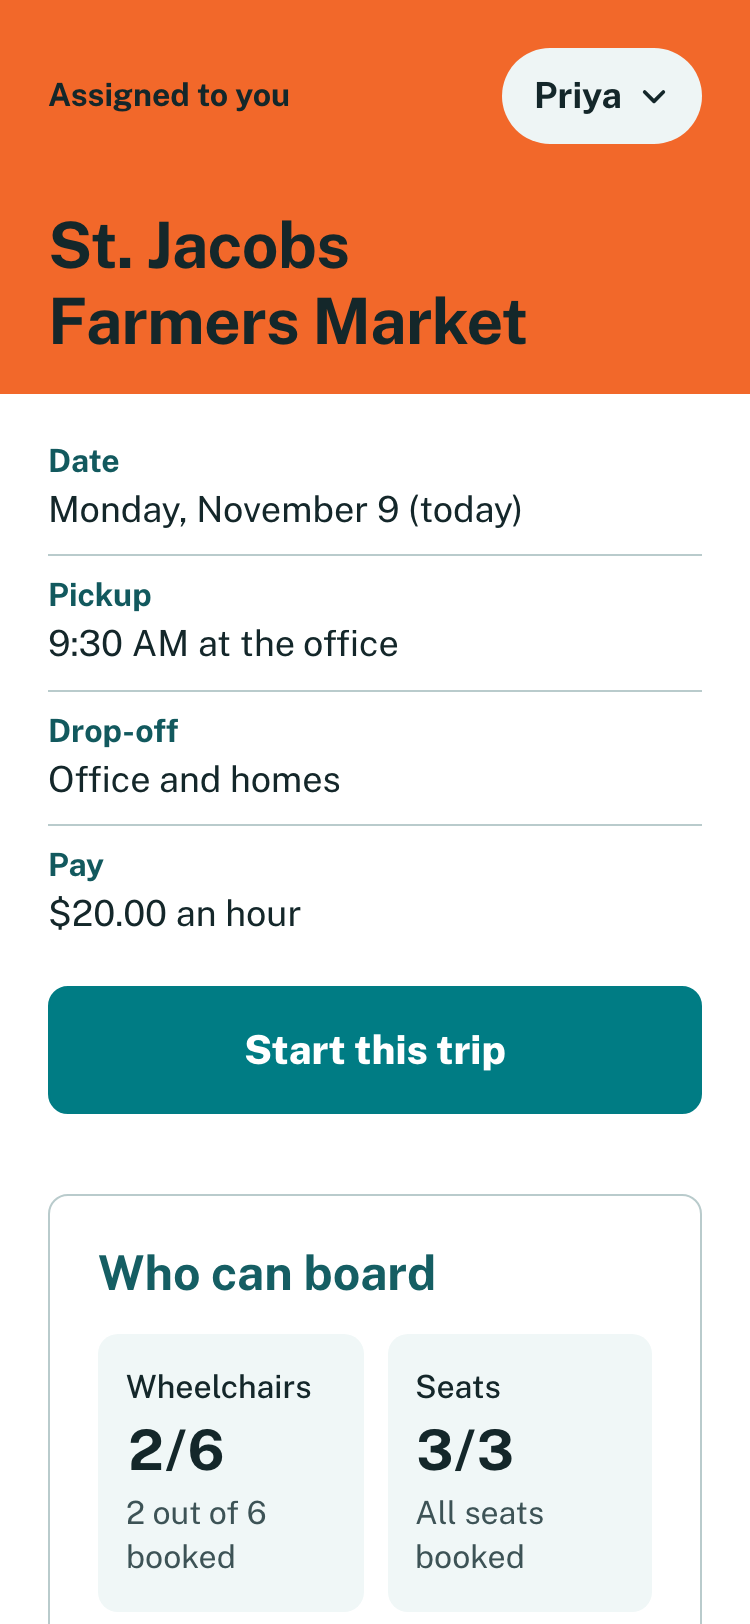 Assigned to you
Priya
St. Jacobs
Farmers Market
Date
Monday, November 9 (today)
Pickup
9:30 AM at the office
Drop-off
Office and homes
Pay
$20.00 an hour
Start this trip
Who can board
Wheelchairs
2/6
2 out of 6
booked
Seats
3/3
All seats
booked